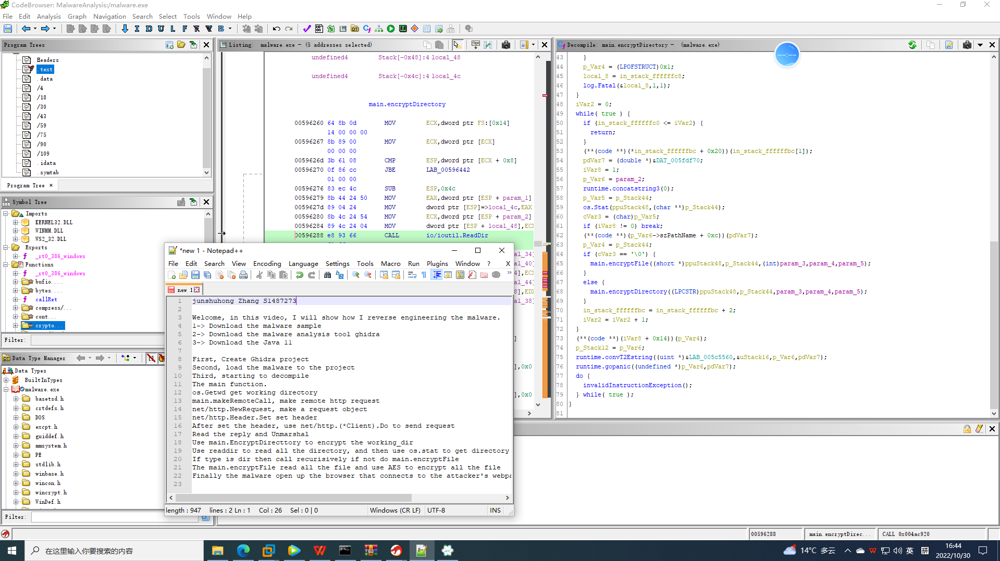 CodeBrowser: MalwareAnalysis:/malware.exe
File Edit Analysis Graph Navigation Search Select Tools Window Help
I D U L F B
Program Trees
Headers
.text
.data
/4
/18
/30
/43
/59
/75
/90
/109
.idata
.symtab
Program Tree ×
Symbol Tree
Imports
KERNEL32.DLL
WINMM.DLL
WS2_32.DLL
Exports
_rt0_386_windows
Functions
_rt0_386_windows
bufio....
bytes....
callRet
compress/...
cont...
crypto...
Filter:
Data Type Manager
Data Types
BuiltInTypes
malware.exe
basetsd.h
crtdefs.h
DOS
excpt.h
guiddef.h
mmsystem.h
PE
stdlib.h
winbase.h
wincon.h
wincrypt.h
WinDef.h
Filter:
Listing: malware.exe - (5 addresses selected)
undefined4 Stack[-0x48]:4 local_48
undefined4 Stack[-0x4c]:4 local_4c
main.encryptDirectory
00596260 64 8b 0d MOV ECX,dword ptr FS:[0x14]
14 00 00 00
00596267 8b 89 00 MOV ECX,dword ptr [ECX]
00 00 00
0059626d 3b 61 08 CMP ESP,dword ptr [ECX + 0x8]
00596270 0f 86 cc JBE LAB_00596442
01 00 00
00596276 83 ec 4c SUB ESP,0x4c
00596279 8b 44 24 50 MOV EAX,dword ptr [ESP + param_1]
0059627d 89 04 24 MOV dword ptr [ESP]=>local_4c,EAX
00596280 8b 4c 24 54 MOV ECX,dword ptr [ESP + param_2]
00596284 89 4c 24 04 MOV dword ptr [ESP + local_48],ECX
00596288 e8 93 66 CALL io/ioutil.ReadDir
al_34]
al_40]
4],ECX
al_44]
8],EDX
al_38]
]
],0x0
],0x0
Decompile: main.encryptDirectory - (malware.exe)
43 }
44 p_Var4 = (LPOFSTRUCT)0x1;
45 local_8 = in_stack_ffffffc8;
46 log.Fatal(&local_8,1,1);
47 }
48 iVar2 = 0;
49 while( true ) {
50 if (in_stack_ffffffc0 <= iVar2) {
51 return;
52 }
53 (**(code **)(*in_stack_ffffffbc + 0x20))(in_stack_ffffffbc[1]);
54 pdVar7 = (double *)&DAT_005fdf70;
55 iVar8 = 1;
56 p_Var6 = param_2;
57 runtime.concatstring3(0);
58 p_Var5 = p_Stack44;
59 os.Stat(ppuStack48,(char **)p_Stack44);
60 cVar3 = (char)p_Var5;
61 if (iVar8 != 0) break;
62 (**(code **)(p_Var6->szPathName + 0xc))(pdVar7);
63 p_Var4 = p_Stack44;
64 if (cVar3 == '\0') {
65 main.encryptFile((short *)ppuStack48,p_Stack44,(int)param_3,param_4,param_5);
66 }
67 else {
68 main.encryptDirectory((LPCSTR)ppuStack48,p_Stack44,param_3,param_4,param_5);
69 }
70 in_stack_ffffffbc = in_stack_ffffffbc + 2;
71 iVar2 = iVar2 + 1;
72 }
73 (**(code **)(iVar8 + 0x14))(p_Var4);
74 p_Stack12 = p_Var6;
75 runtime.convT2Estring((uint *)&LAB_005c5560,&uStack16,p_Var6,pdVar7);
76 runtime.gopanic((undefined *)p_Var6,pdVar7);
77 do {
78 invalidInstructionException();
79 } while( true );
80 }
81
*new 1 - Notepad++
File Edit Search View Encoding Language Settings Tools Macro Run Plugins Window ? X
new 1
1 junshuhong Zhang S1487273
2
3 Welcome, in this video, I will show how I reverse engineering the malware.
4 1-> Download the malware sample
5 2-> Download the malware analysis tool ghidra
6 3-> Download the Java 11
7
8 First, Create Ghidra project
9 Second, load the malware to the project
10 Third, starting to decompile
11 The main function.
12 os.Getwd get working directory
13 main.makeRemoteCall, make remote http request
14 net/http.NewRequest, make a request object
15 net/http.Header.Set set header
16 After set the header, use net/http.(*Client).Do to send request
17 Read the reply and Unmarshal
18 Use main.EncryptDirttory to encrypt the working_dir
19 Use readdir to read all the directory, and then use os.stat to get directory
20 If type is dir then call recurisively if not do main.encryptFile
21 The main.encryptFile read all the file and use AES to encrypt all the file
22 Finally the malware open up the browser that connects to the attacker's webpa
23
length : 947 lines : 2 Ln : 1 Col : 26 Sel : 0 | 0 Windows (CR LF) UTF-8 INS
00596288 main.encryptDirec... CALL 0x004ac920
在这里输入你要搜索的内容
14°C 多云 英 拼
16:44
2022/10/30